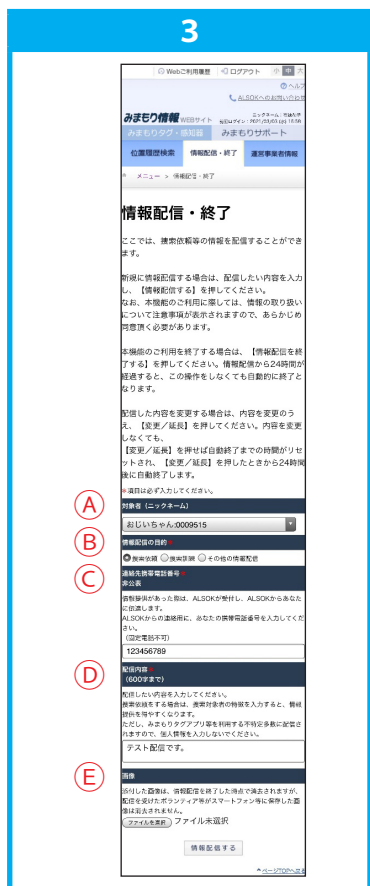 3
Webご利用履歴 ログアウト 小 中 大
ヘルプ
ALSOKへのお問い合わせ
みまもり情報 WEBサイト
みまもりタグ・感知器 みまもりサポート
位置履歴検索 情報配信・終了 運営事業者情報
メニュー > 情報配信・終了
情報配信・終了
ここでは、捜索依頼等の情報を配信することができ
ます。
新規に情報配信する場合は、配信したい内容を入力
し、【情報配信する】を押してください。
なお、本機能のご利用に際しては、情報の取り扱い
について注意事項が表示されますので、あらかじめ
同意頂く必要があります。
本機能のご利用を終了する場合は、【情報配信を終
了する】を押してください。情報配信から24時間が
経過すると、この操作をしなくても自動的に終了と
なります。
配信した内容を変更する場合は、内容を変更のう
え、【変更/延長】を押してください。内容を変更
しなくても、
【変更/延長】を押せば自動終了までの時間がリセ
ットされ、【変更/延長】を押したときから24時間
後に自動終了します。
*項目は必ず入力してください。
A
対象者(ニックネーム)
おじいちゃん:0009515
B
情報配信の目的*
捜索依頼 捜索訓練 その他の情報配信
C
連絡先携帯電話番号*
非公表
情報提供があった際は、ALSOKが受付し、ALSOKからあなた
に伝達します。
ALSOKからの連絡用に、あなたの携帯電話番号を入力してくだ
さい。
(固定電話不可)
123456789
D
配信内容*
(600字まで)
配信したい内容を入力してください。
捜索依頼をする場合は、捜索対象者の特徴を入力すると、情報
提供を得やすくなります。
ただし、みまもりタグアプリ等を利用する不特定多数に配信さ
れますので、個人情報を入力しないでください。
テスト配信です。
E
画像
添付した画像は、情報配信を終了した時点で消去されますが、
配信を受けたボランティア等がスマートフォン等に保存した画
像は消去されません。
ファイルを選択 ファイル未選択
情報配信する
ページTOPへ戻る